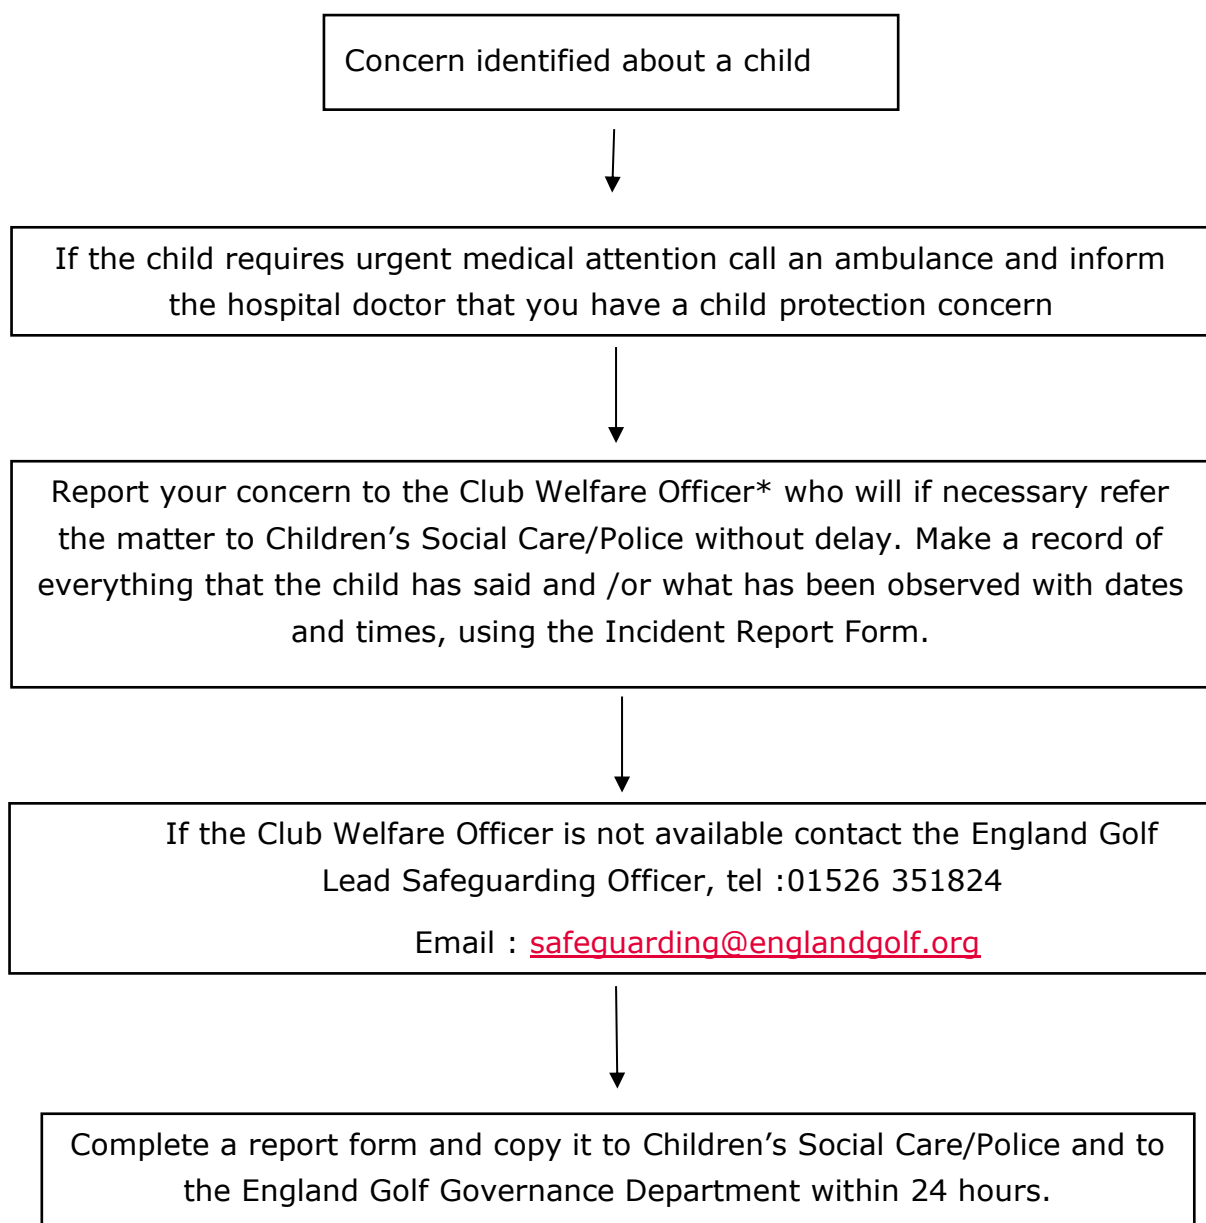 Concern identified about a child
If the child requires urgent medical attention call an ambulance and inform
the hospital doctor that you have a child protection concern
Report your concern to the Club Welfare Officer* who will if necessary refer
the matter to Children’s Social Care/Police without delay. Make a record of
everything that the child has said and /or what has been observed with dates
and times, using the Incident Report Form.
If the Club Welfare Officer is not available contact the England Golf
Lead Safeguarding Officer, tel :01526 351824
Email : safeguarding@englandgolf.org
Complete a report form and copy it to Children’s Social Care/Police and to
the England Golf Governance Department within 24 hours.